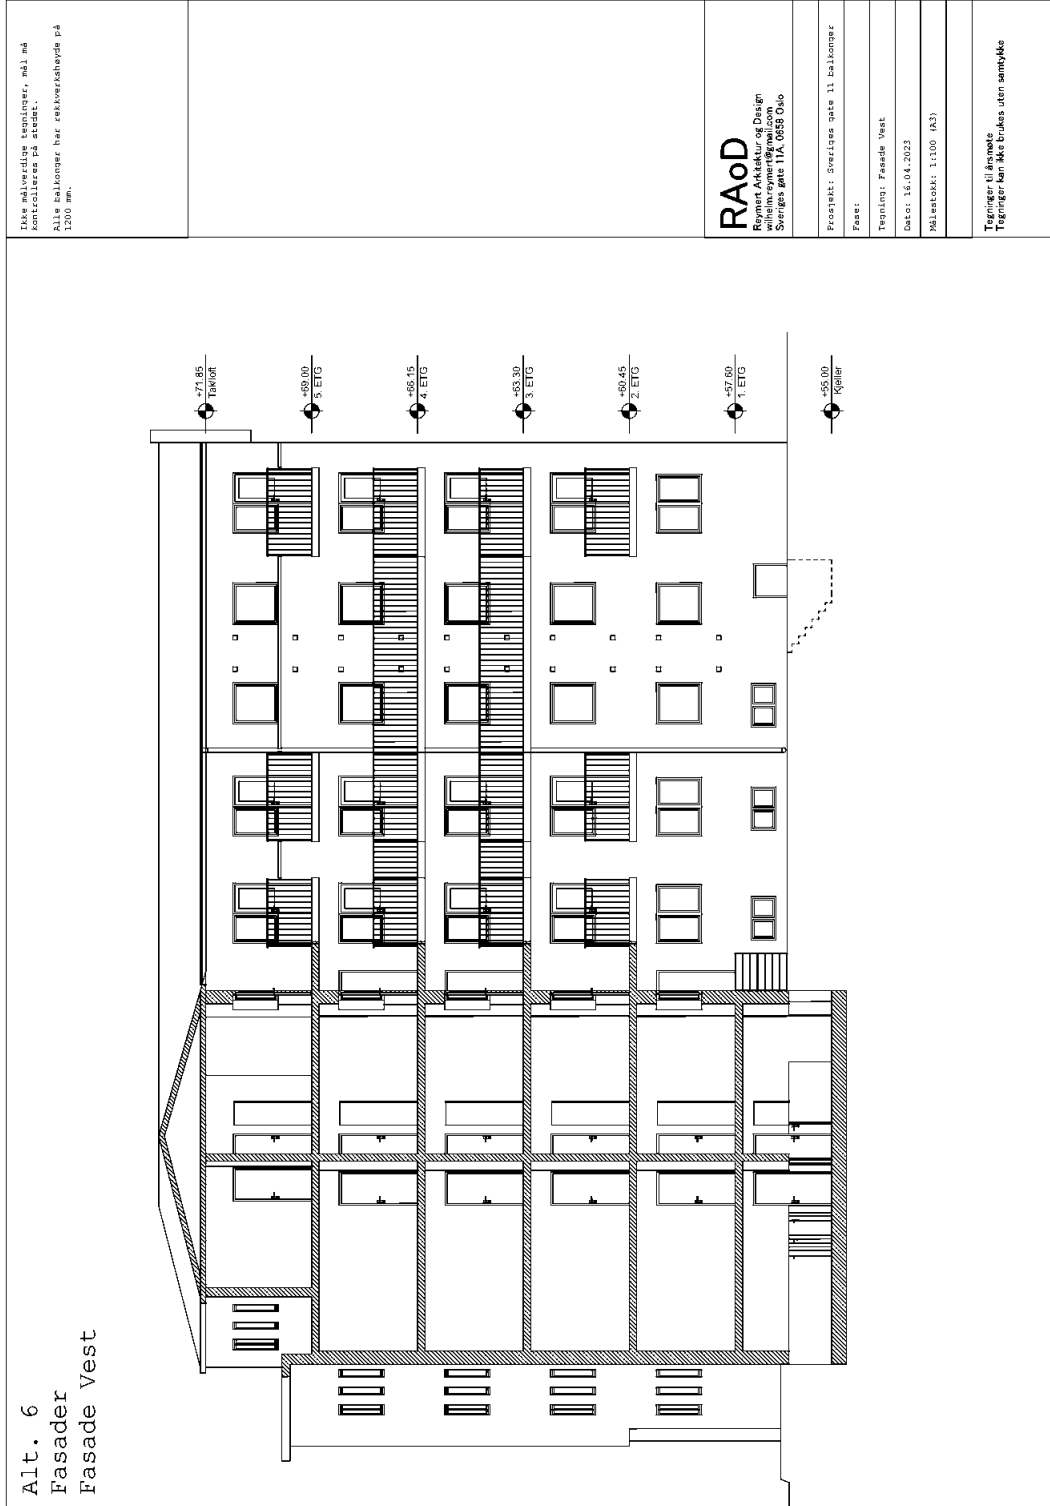 Alt. 6
Fasader
Fasade Vest
+71.85
Tak/loft
+69.00
5. ETG
+66.15
4. ETG
+63.30
3. ETG
+60.45
2. ETG
+57.60
1. ETG
+55.00
Kjeller
Ikke målverdige tegninger, mål må
kontrolleres på stedet.
Alle balkonger har rekkverkshøyde på
1200 mm.
RAoD
Reymert Arkitektur og Design
wilhelm.reymert@gmail.com
Sveriges gate 11A, 0658 Oslo
Prosjekt: Sveriges gate 11 balkonger
Fase:
Tegning: Fasade Vest
Dato: 16.04.2023
Målestokk: 1:100 (A3)
Tegninger til årsmøte
Tegninger kan ikke brukes uten samtykke